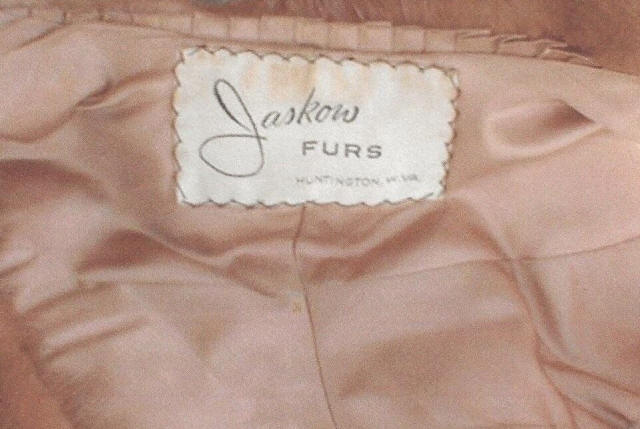 Jaskow
FURS
HUNTINGTON, W. VA.